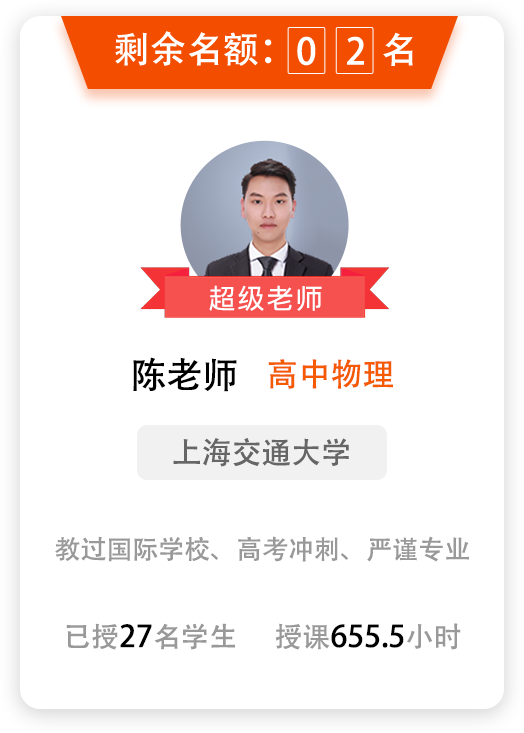 剩余名额：02名
超级老师
陈老师 高中物理
上海交通大学
教过国际学校、高考冲刺、严谨专业
已授27名学生 授课655.5小时